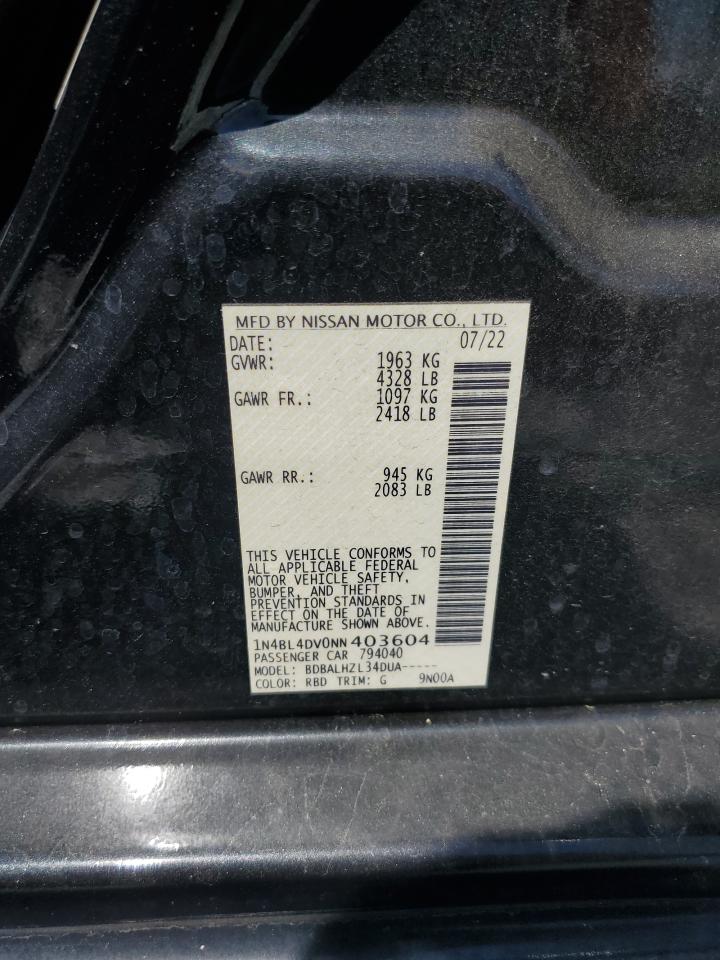 MFD BY NISSAN MOTOR CO., LTD.
DATE: 07/22
GVWR: 1963 KG
4328 LB
GAWR FR.: 1097 KG
2418 LB
GAWR RR.: 945 KG
2083 LB
THIS VEHICLE CONFORMS TO
ALL APPLICABLE FEDERAL
MOTOR VEHICLE SAFETY,
BUMPER, AND THEFT
PREVENTION STANDARDS IN
EFFECT ON THE DATE OF
MANUFACTURE SHOWN ABOVE.
1N4BL4DV0NN403604
PASSENGER CAR 794040
MODEL: BDBALHZL34DUA-----
COLOR: RBD TRIM: G 9N00A